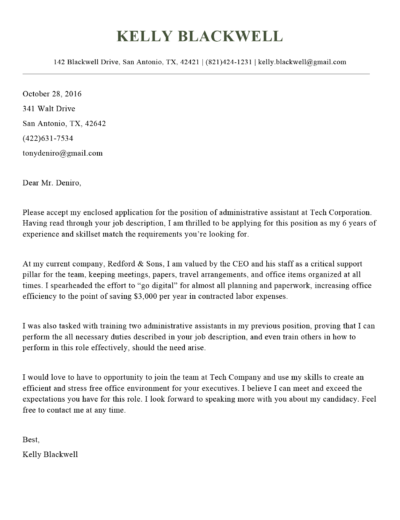 KELLY BLACKWELL
142 Blackwell Drive, San Antonio, TX, 42421 | (821)424-1231 | kelly.blackwell@gmail.com
October 28, 2016
341 Walt Drive
San Antonio, TX, 42642
(422)631-7534
tonydeniro@gmail.com
Dear Mr. Deniro,
Please accept my enclosed application for the position of administrative assistant at Tech Corporation.
Having read through your job description, I am thrilled to be applying for this position as my 6 years of
experience and skillset match the requirements you’re looking for.
At my current company, Redford & Sons, I am valued by the CEO and his staff as a critical support
pillar for the team, keeping meetings, papers, travel arrangements, and office items organized at all
times. I spearheaded the effort to “go digital” for almost all planning and paperwork, increasing office
efficiency to the point of saving $3,000 per year in contracted labor expenses.
I was also tasked with training two administrative assistants in my previous position, proving that I can
perform the all necessary duties described in your job description, and even train others in how to
perform in this role effectively, should the need arise.
I would love to have to opportunity to join the team at Tech Company and use my skills to create an
efficient and stress free office environment for your executives. I believe I can meet and exceed the
expectations you have for this role. I look forward to speaking more with you about my candidacy. Feel
free to contact me at any time.
Best,
Kelly Blackwell